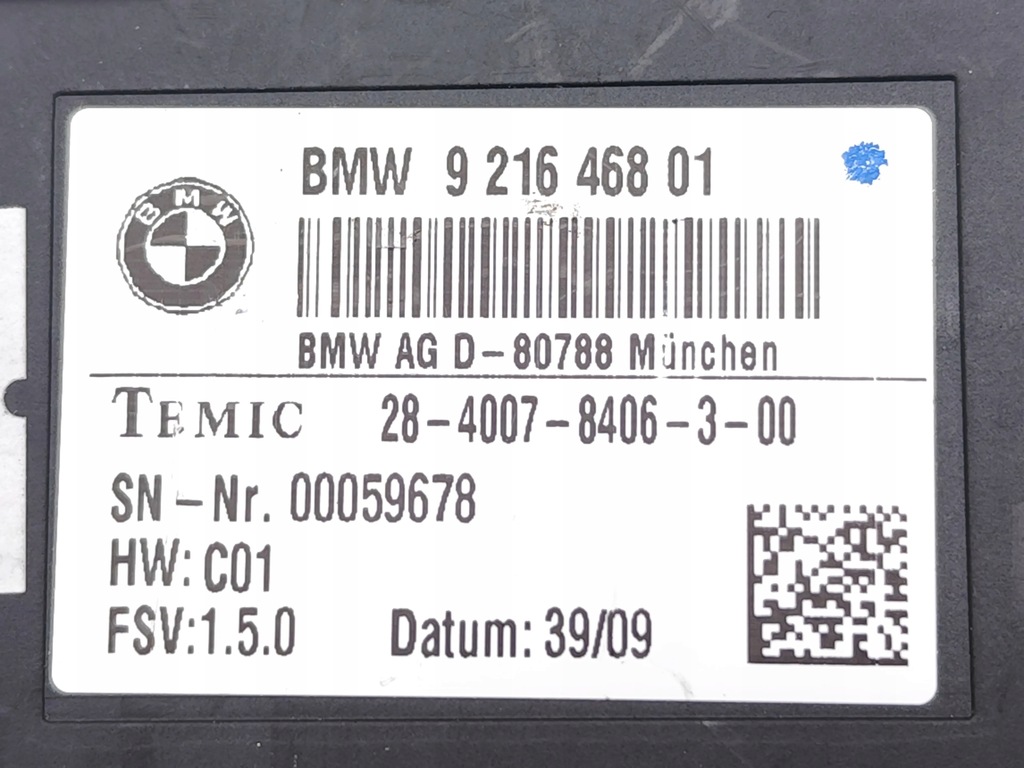 BMW 9 216 468 01
BMW
BMW AG D-80788 München
TEMIC 28-4007-8406-3-00
SN-Nr. 00059678
HW: C01
FSV:1.5.0 Datum: 39/09